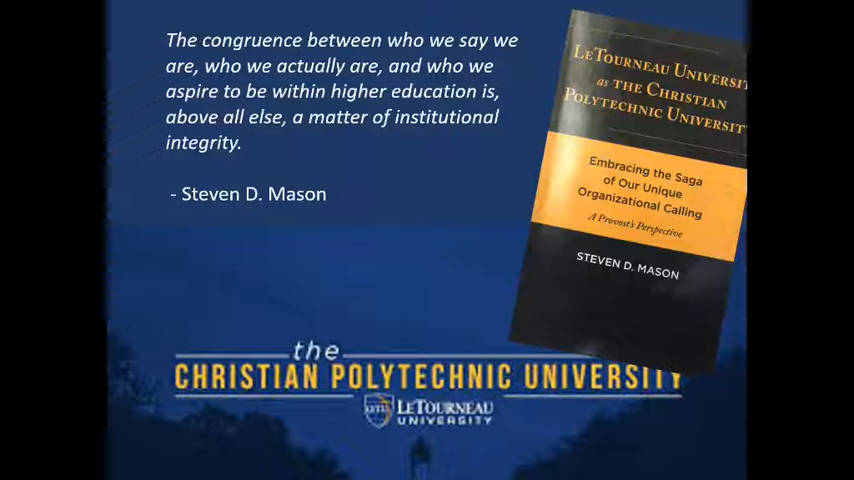 The congruence between who we say we
are, who we actually are, and who we
aspire to be within higher education is,
above all else, a matter of institutional
integrity.
- Steven D. Mason
LETOURNEAU UNIVERSIT
as THE CHRISTIAN
POLYTECHNIC UNIVERSIT
Embracing the Saga
of Our Unique
Organizational Calling
A Provost's Perspective
STEVEN D. MASON
the
CHRISTIAN POLYTECHNIC UNIVERSITY
LETU
LETOURNEAU
UNIVERSITY